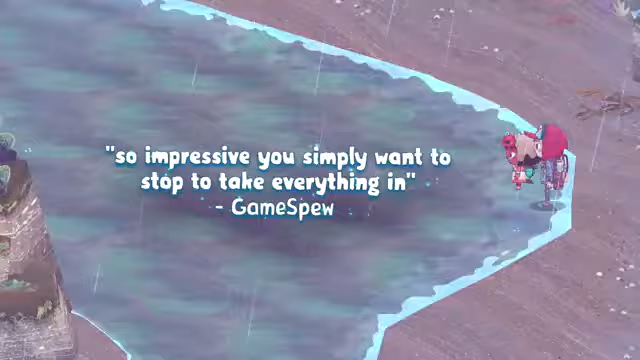 "so impressive you simply want to
stop to take everything in"
- GameSpew